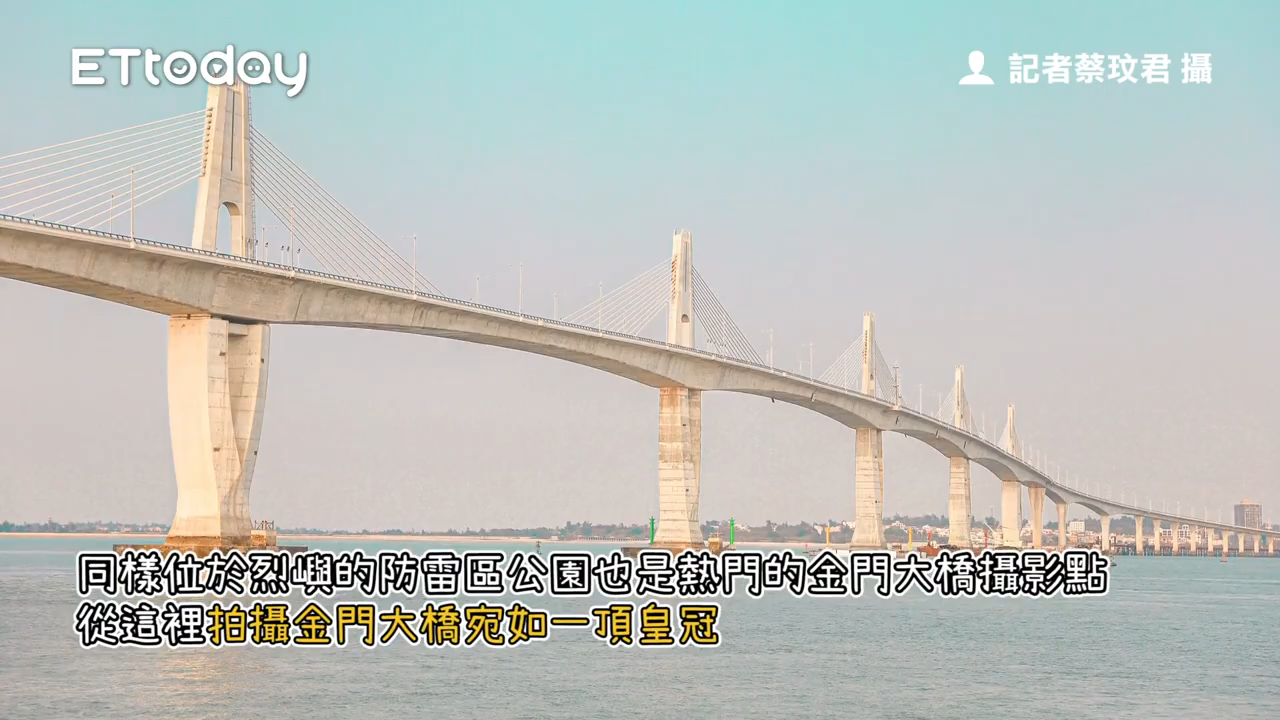 ETtoday
記者蔡玟君 攝
同樣位於烈嶼的防雷區公園也是熱門的金門大橋攝影點
從這裡拍攝金門大橋宛如一頂皇冠